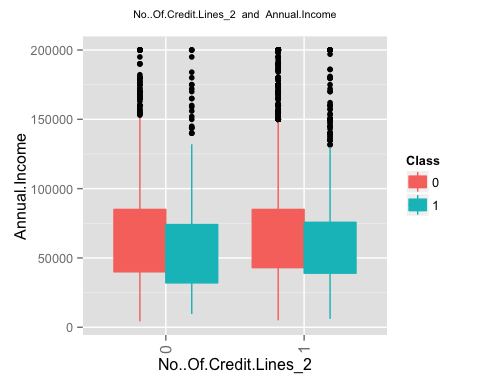 No..Of.Credit.Lines_2 and Annual.Income
200000
150000
100000
50000
0
Annual.Income
0
1
No..Of.Credit.Lines_2
Class
0
1